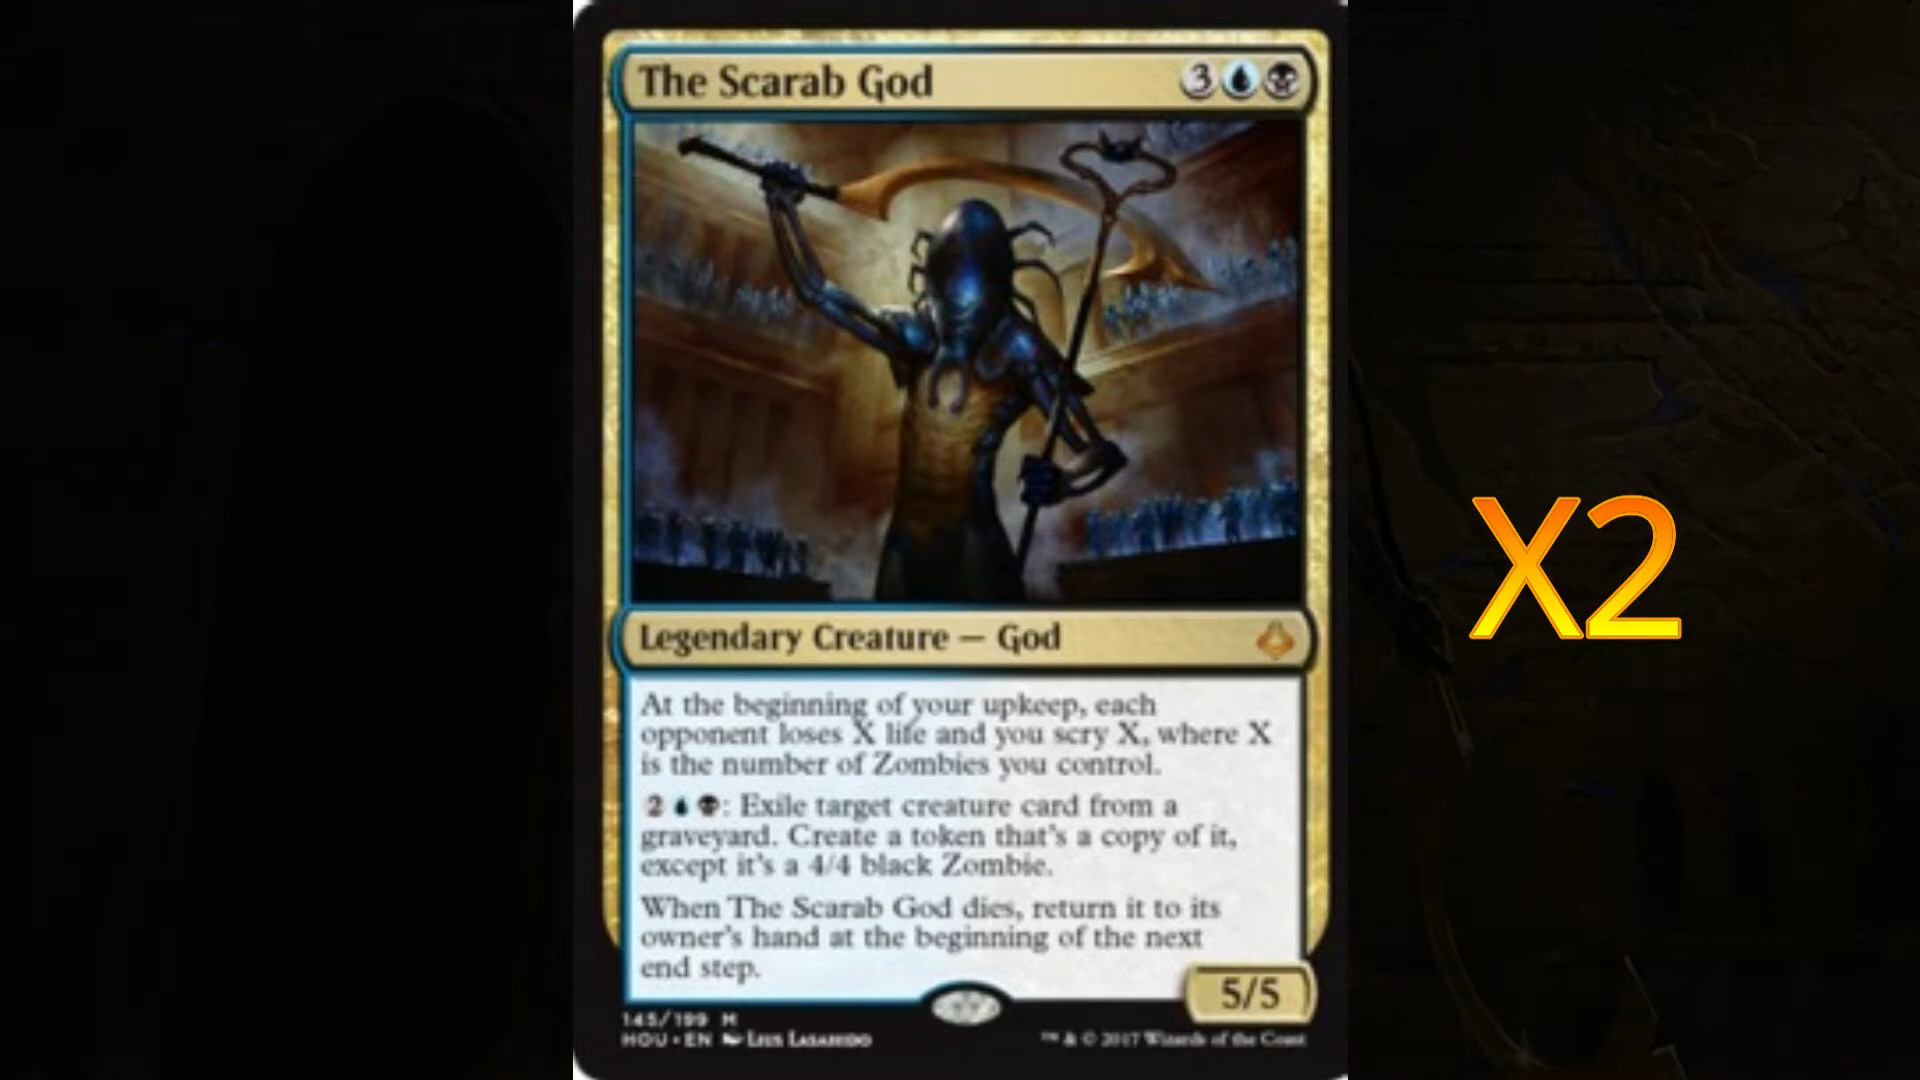 The Scarab God 3
X2
Legendary Creature — God
At the beginning of your upkeep, each
opponent loses X life and you scry X, where X
is the number of Zombies you control.
2 : Exile target creature card from a
graveyard. Create a token that's a copy of it,
except it's a 4/4 black Zombie.
When The Scarab God dies, return it to its
owner's hand at the beginning of the next
end step.
5/5
145/199 M
HOU • EN Lius Lasahido
™ & © 2017 Wizards of the Coast